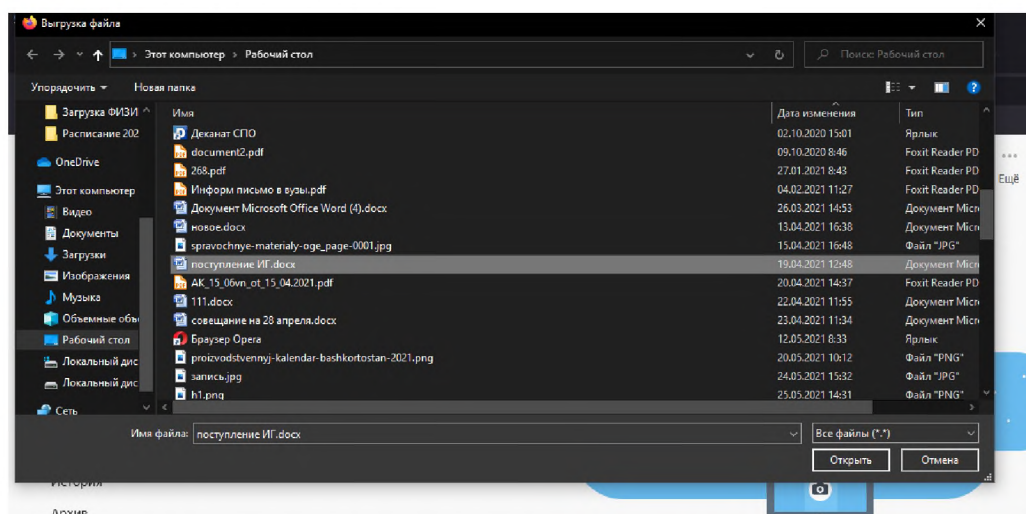 Выгрузка файла
Этот компьютер > Рабочий стол
Поиск: Рабочий стол
Упорядочить Новая папка
Загрузка ФИЗИ
Расписание 202
OneDrive
Этот компьютер
Видео
Документы
Загрузки
Изображения
Музыка
Объемные объ
Рабочий стол
Локальный дис
Локальный дис
Сеть
Имя Дата изменения Тип
Деканат СПО 02.10.2020 15:01 Ярлык
document2.pdf 09.10.2020 8:46 Foxit Reader PD
268.pdf 27.01.2021 8:43 Foxit Reader PD
Информ письмо в вузы.pdf 04.02.2021 11:27 Foxit Reader PD
Документ Microsoft Office Word (4).docx 26.03.2021 14:53 Документ Micro
новое.docx 13.04.2021 16:38 Документ Micro
spravochnye-materialy-oge_page-0001.jpg 15.04.2021 16:48 Файл "JPG"
поступление ИГ.docx 19.04.2021 12:48 Документ Micro
AK_15_06vn_ot_15_04.2021.pdf 20.04.2021 14:37 Foxit Reader PD
111.docx 22.04.2021 11:55 Документ Micro
совещание на 28 апреля.docx 23.04.2021 11:34 Документ Micro
Браузер Opera 12.05.2021 8:33 Ярлык
proizvodstvennyj-kalendar-bashkortostan-2021.png 20.05.2021 10:12 Файл "PNG"
запись.jpg 24.05.2021 15:32 Файл "JPG"
h1.png 25.05.2021 14:31 Файл "PNG"
Имя файла: поступление ИГ.docx Все файлы (*.*)
Открыть Отмена
Ещё
История
Архив